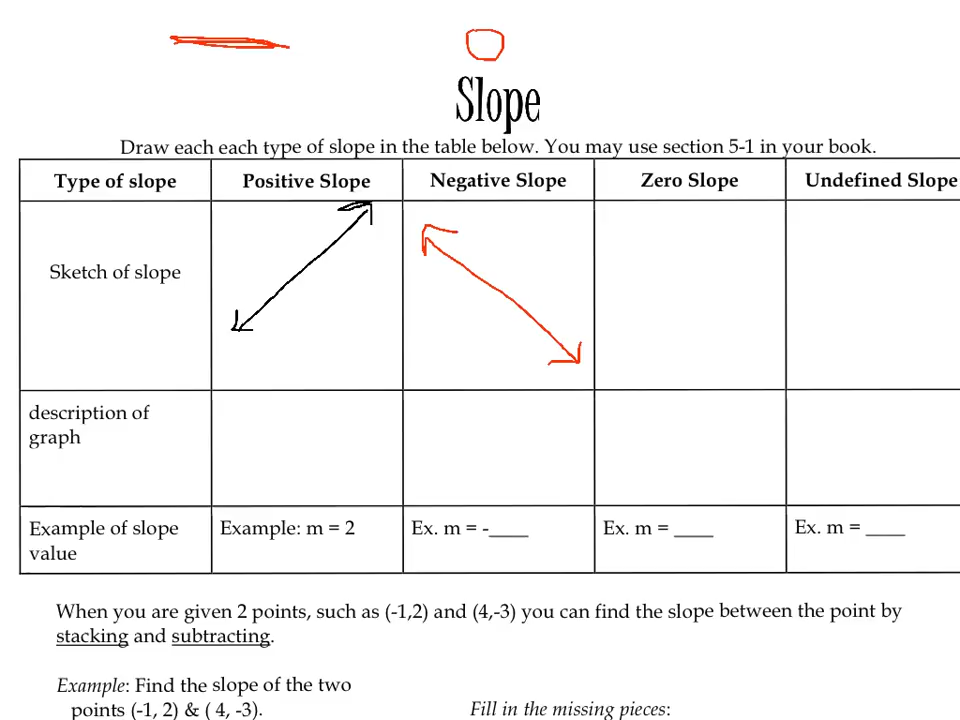 Slope
Draw each each type of slope in the table below. You may use section 5-1 in your book.
Type of slope Positive Slope Negative Slope Zero Slope Undefined Slope
Sketch of slope
description of
graph
Example of slope Example: m = 2 Ex. m = -____ Ex. m = ____ Ex. m = ____
value
When you are given 2 points, such as (-1,2) and (4,-3) you can find the slope between the point by
stacking and subtracting.
Example: Find the slope of the two
points (-1, 2) & ( 4, -3).
Fill in the missing pieces: